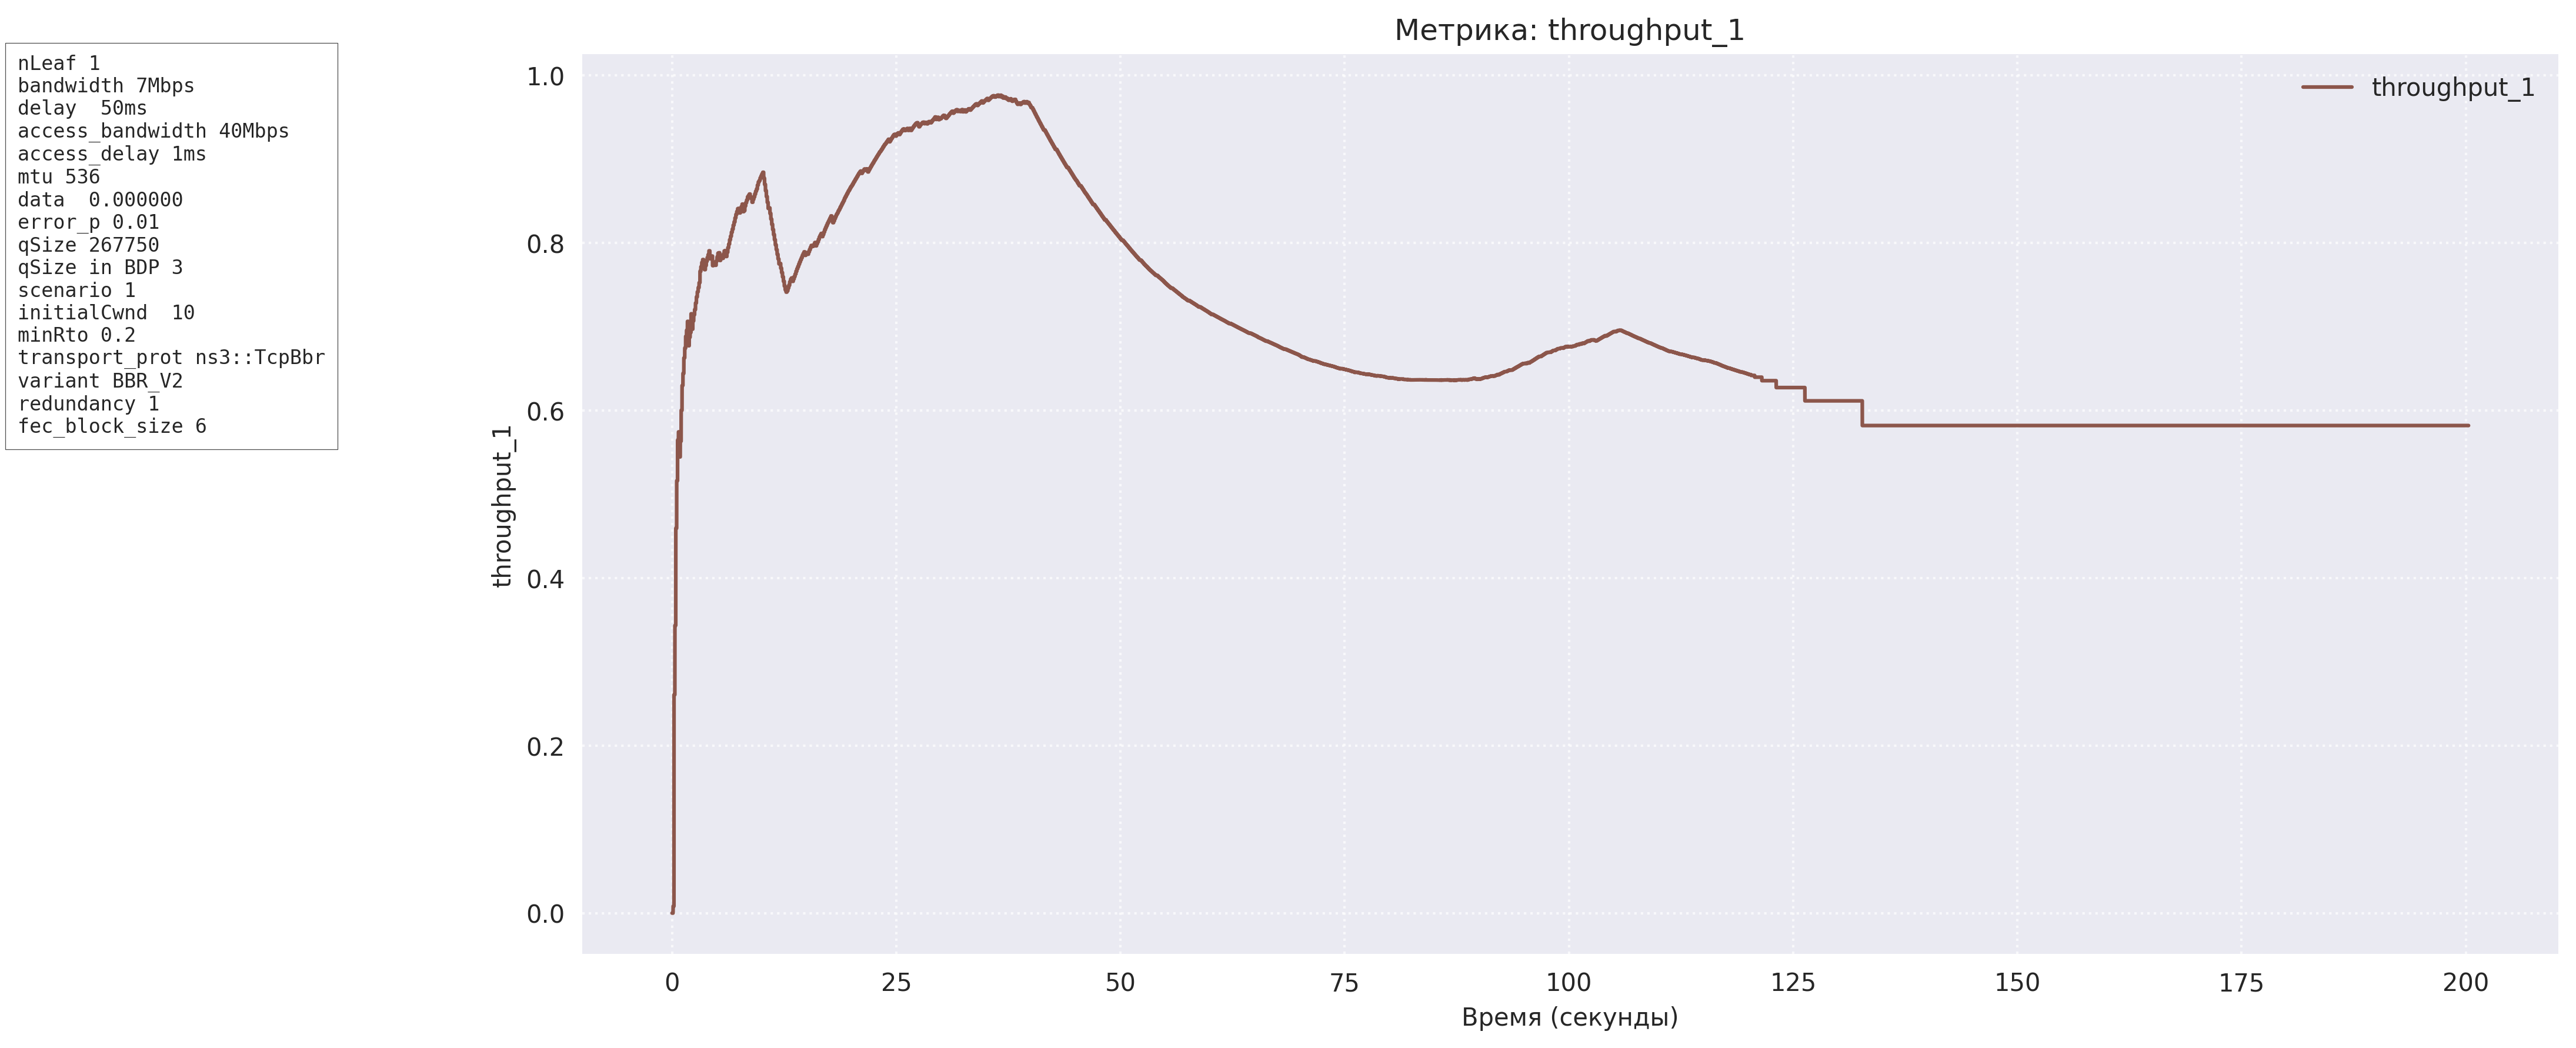 Метрика: throughput_1
nLeaf 1
bandwidth 7Mbps
delay  50ms
access_bandwidth 40Mbps
access_delay 1ms
mtu 536
data  0.000000
error_p 0.01
qSize 267750
qSize in BDP 3
scenario 1
initialCwnd  10
minRto 0.2
transport_prot ns3::TcpBbr
variant BBR_V2
redundancy 1
fec_block_size 6
throughput_1
1.0
0.8
0.6
0.4
0.2
0.0
throughput_1
0 25 50 75 100 125 150 175 200
Время (секунды)